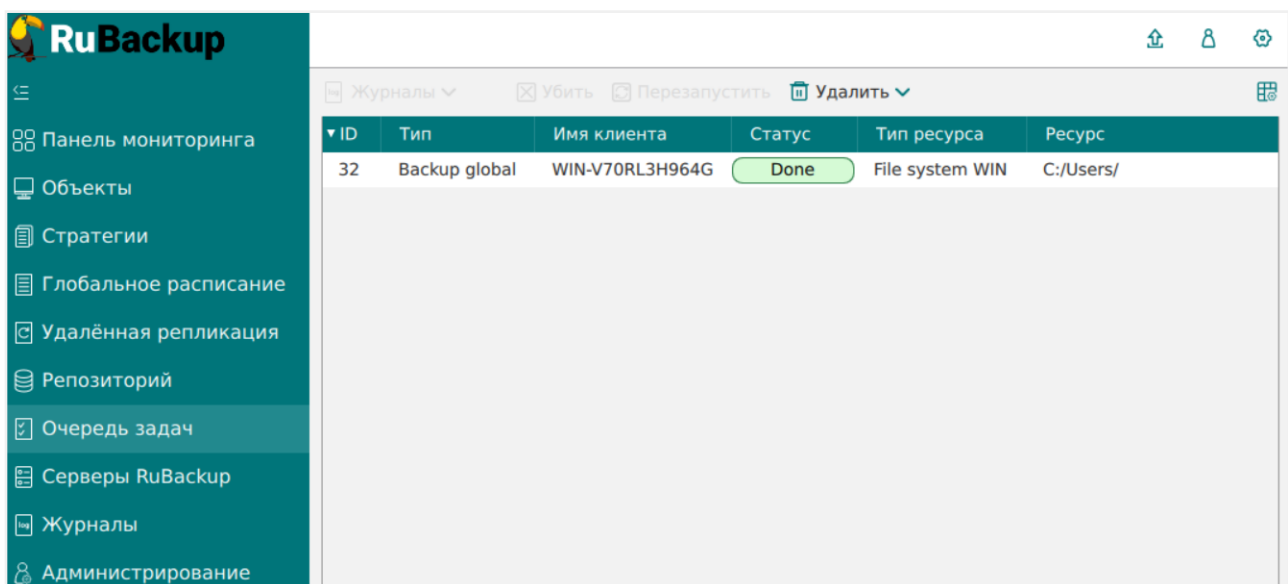 RuBackup
Журналы Убить Перезапустить Удалить
Панель мониторинга
Объекты
Стратегии
Глобальное расписание
Удалённая репликация
Репозиторий
Очередь задач
Серверы RuBackup
log Журналы
Администрирование
ID Тип Имя клиента Статус Тип ресурса Ресурс
32 Backup global WIN-V70RL3H964G Done File system WIN C:/Users/